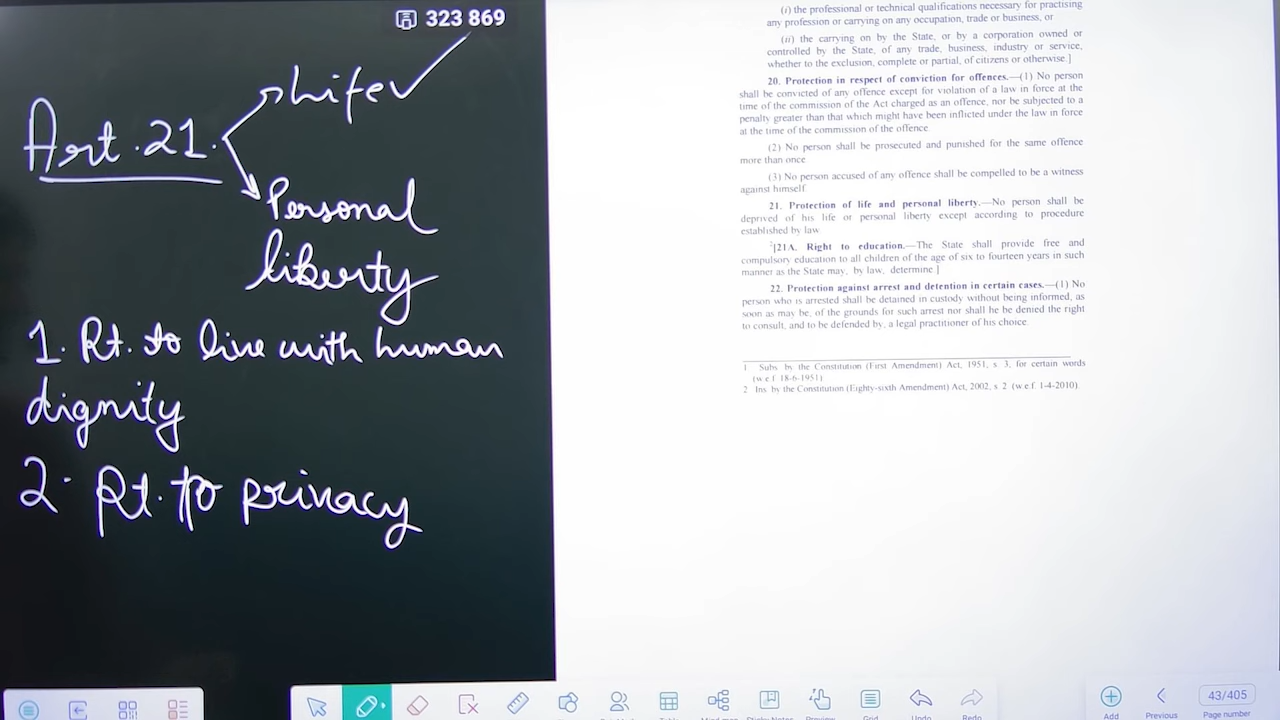 323 869
Life
Art. 21.
Personal
liberty
1. Rt. to live with human
dignity
2. Rt. to privacy
(i) the professional or technical qualifications necessary for practising
any profession or carrying on any occupation, trade or business, or
(ii) the carrying on by the State, or by a corporation owned or
controlled by the State, of any trade, business, industry or service,
whether to the exclusion, complete or partial, of citizens or otherwise.]
20. Protection in respect of conviction for offences.—(1) No person
shall be convicted of any offence except for violation of a law in force at the
time of the commission of the Act charged as an offence, nor be subjected to a
penalty greater than that which might have been inflicted under the law in force
at the time of the commission of the offence.
(2) No person shall be prosecuted and punished for the same offence
more than once
(3) No person accused of any offence shall be compelled to be a witness
against himself
21. Protection of life and personal liberty.—No person shall be
deprived of his life or personal liberty except according to procedure
established by law
2[21A. Right to education.—The State shall provide free and
compulsory education to all children of the age of six to fourteen years in such
manner as the State may, by law, determine.]
22. Protection against arrest and detention in certain cases.—(1) No
person who is arrested shall be detained in custody without being informed, as
soon as may be, of the grounds for such arrest nor shall he be denied the right
to consult, and to be defended by, a legal practitioner of his choice.
1 Subs by the Constitution (First Amendment) Act, 1951, s 3, for certain words
(w e f 18-6-1951)
2 Ins by the Constitution (Eighty-sixth Amendment) Act, 2002, s 2 (w.e.f. 1-4-2010).
43/405
Add Previous Page number
Undo Redo